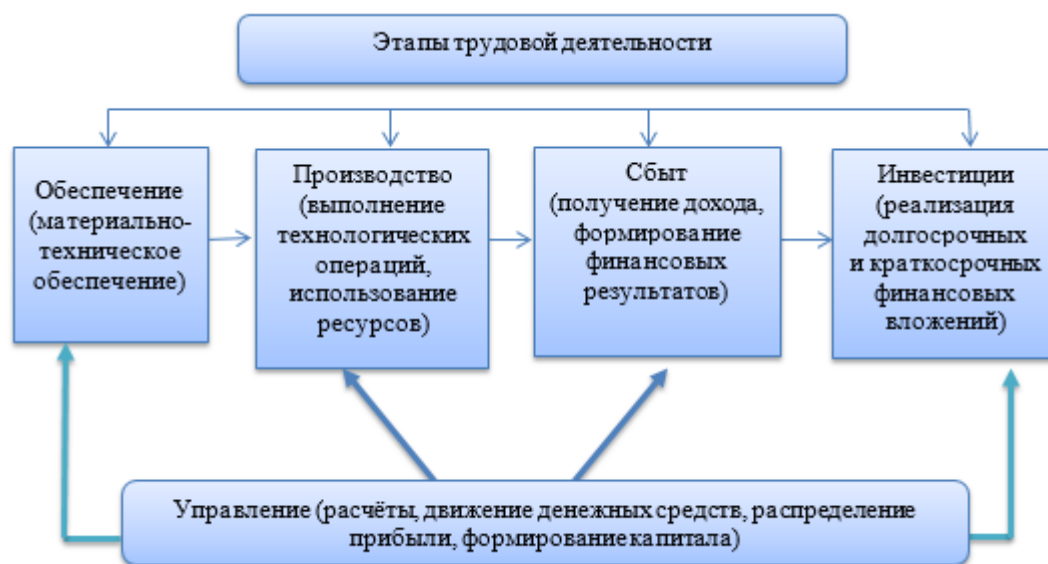 Этапы трудовой деятельности
Обеспечение
(материально-
техническое
обеспечение)
Производство
(выполнение
технологических
операций,
использование
ресурсов)
Сбыт
(получение дохода,
формирование
финансовых
результатов)
Инвестиции
(реализация
долгосрочных
и краткосрочных
финансовых
вложений)
Управление (расчёты, движение денежных средств, распределение
прибыли, формирование капитала)